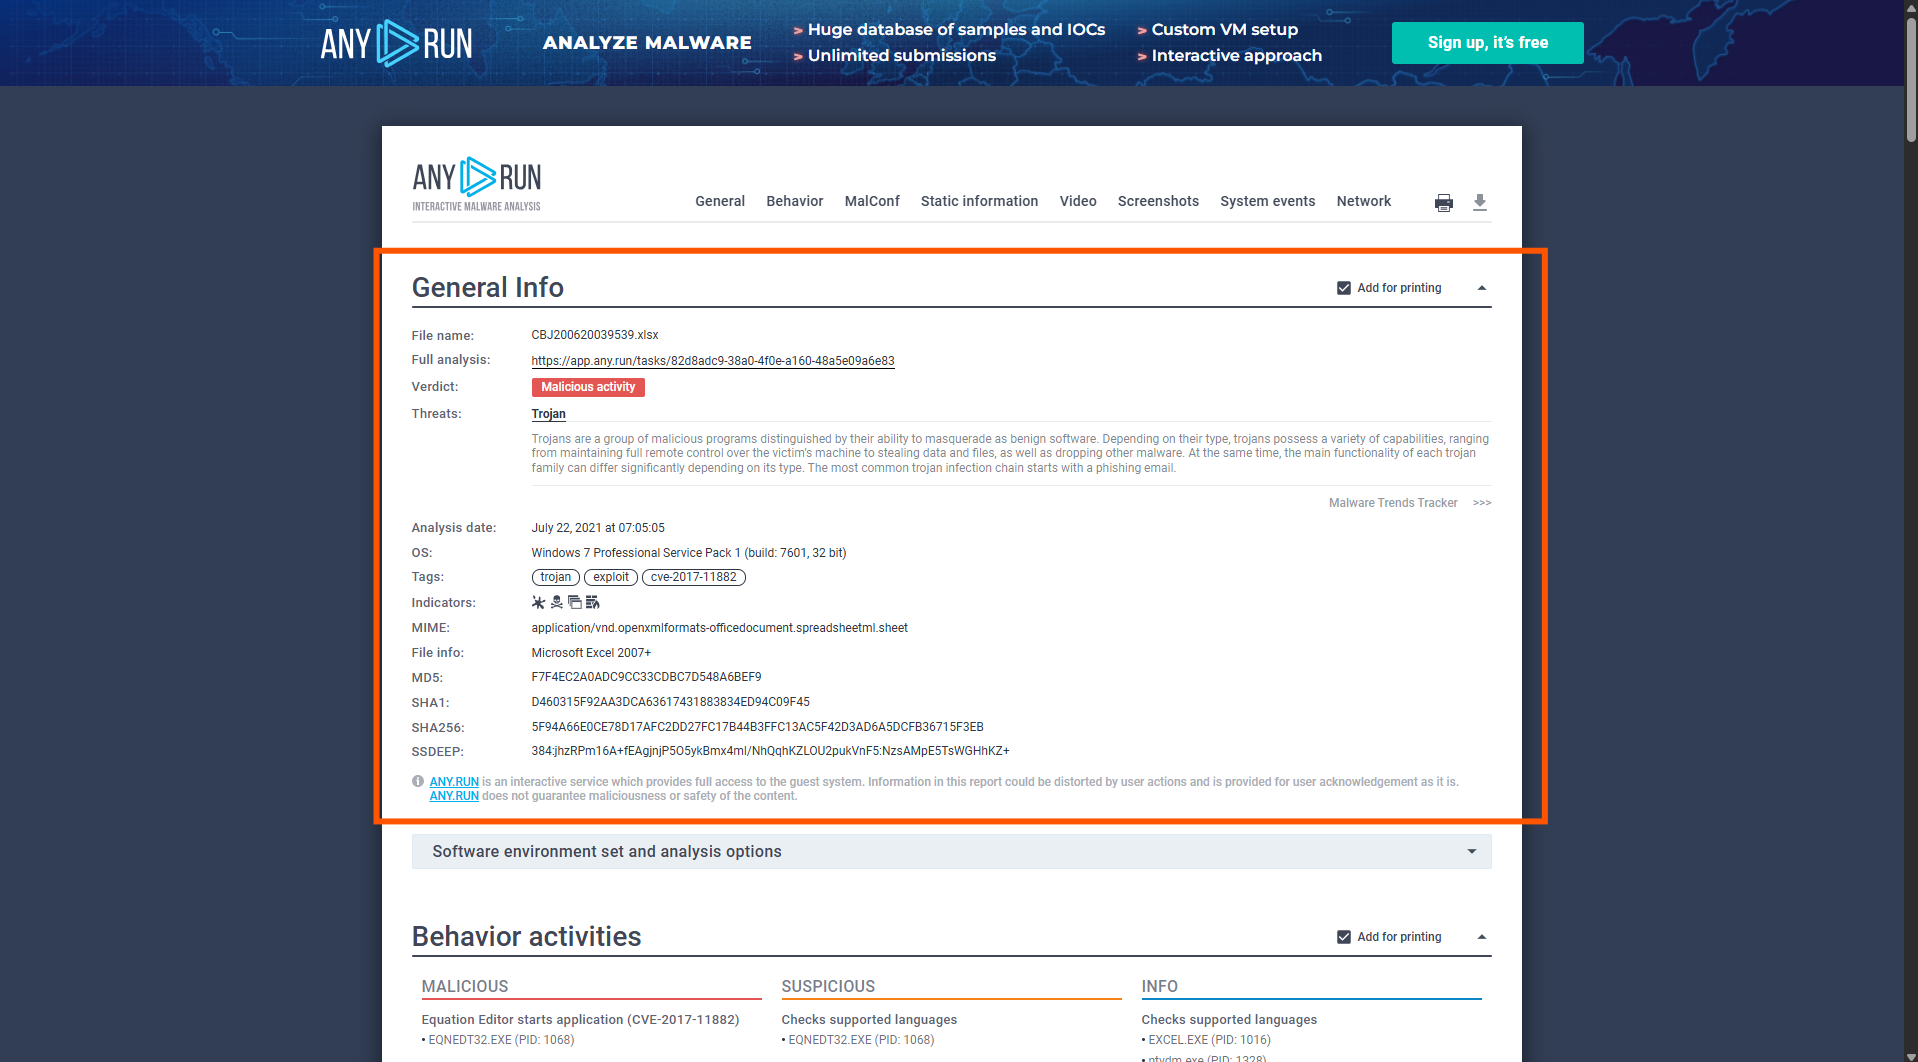 ANY RUN
ANALYZE MALWARE
> Huge database of samples and IOCs
> Unlimited submissions
> Custom VM setup
> Interactive approach
Sign up, it's free
ANY RUN
INTERACTIVE MALWARE ANALYSIS
General Behavior MalConf Static information Video Screenshots System events Network
General Info
Add for printing
File name: CBJ200620039539.xlsx
Full analysis: https://app.any.run/tasks/82d8adc9-38a0-4f0e-a160-48a5e09a6e83
Verdict: Malicious activity
Threats: Trojan
Trojans are a group of malicious programs distinguished by their ability to masquerade as benign software. Depending on their type, trojans possess a variety of capabilities, ranging
from maintaining full remote control over the victim's machine to stealing data and files, as well as dropping other malware. At the same time, the main functionality of each trojan
family can differ significantly depending on its type. The most common trojan infection chain starts with a phishing email.
Malware Trends Tracker >>>
Analysis date: July 22, 2021 at 07:05:05
OS: Windows 7 Professional Service Pack 1 (build: 7601, 32 bit)
Tags: trojan exploit cve-2017-11882
Indicators:
MIME: application/vnd.openxmlformats-officedocument.spreadsheetml.sheet
File info: Microsoft Excel 2007+
MD5: F7F4EC2A0ADC9CC33CDBC7D548A6BEF9
SHA1: D460315F92AA3DCA63617431883834ED94C09F45
SHA256: 5F94A66E0CE78D17AFC2DD27FC17B44B3FFC13AC5F42D3AD6A5DCFB36715F3EB
SSDEEP: 384:jhzRPm16A+fEAgjnjP5O5ykBmx4ml/NhQqhKZLOU2pukVnF5:NzsAMpE5TsWGHhKZ+
ANY.RUN is an interactive service which provides full access to the guest system. Information in this report could be distorted by user actions and is provided for user acknowledgement as it is.
ANY.RUN does not guarantee maliciousness or safety of the content.
Software environment set and analysis options
Behavior activities
Add for printing
MALICIOUS
Equation Editor starts application (CVE-2017-11882)
• EQNEDT32.EXE (PID: 1068)
SUSPICIOUS
Checks supported languages
• EQNEDT32.EXE (PID: 1068)
INFO
Checks supported languages
• EXCEL.EXE (PID: 1016)
• ntvdm.exe (PID: 1328)